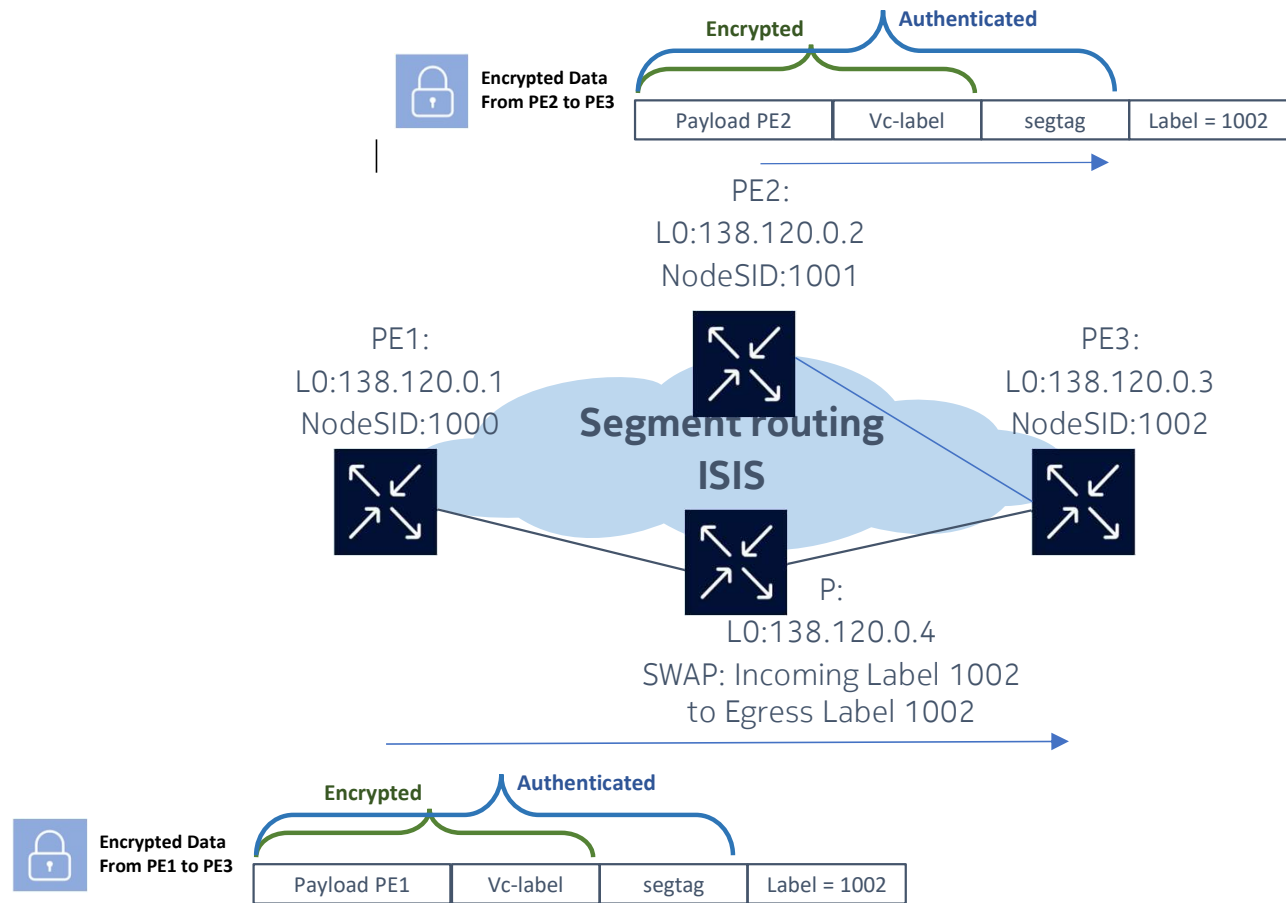 Encrypted
Authenticated
Encrypted Data
From PE2 to PE3
Payload PE2
Vc-label
segtag
Label = 1002
PE2:
L0:138.120.0.2
NodeSID:1001
PE1:
L0:138.120.0.1
NodeSID:1000
PE3:
L0:138.120.0.3
NodeSID:1002
Segment routing
ISIS
P:
L0:138.120.0.4
SWAP: Incoming Label 1002
to Egress Label 1002
Encrypted
Authenticated
Encrypted Data
From PE1 to PE3
Payload PE1
Vc-label
segtag
Label = 1002